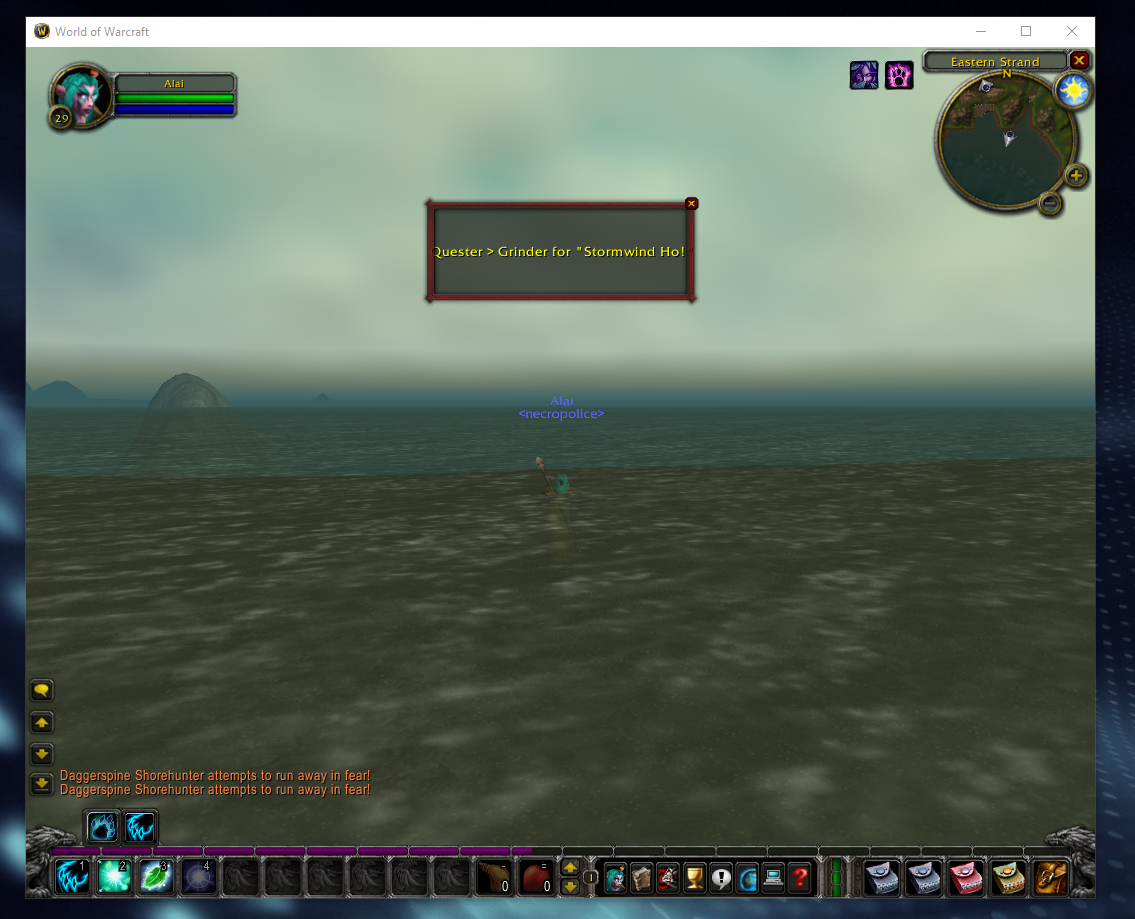 World of Warcraft
Eastern Strand
N
Alai
29
Quester > Grinder for "Stormwind Ho!"
Alai
<necropolice>
Daggerspine Shorehunter attempts to run away in fear!
Daggerspine Shorehunter attempts to run away in fear!
1 2 3 4 - 0 = 0 1